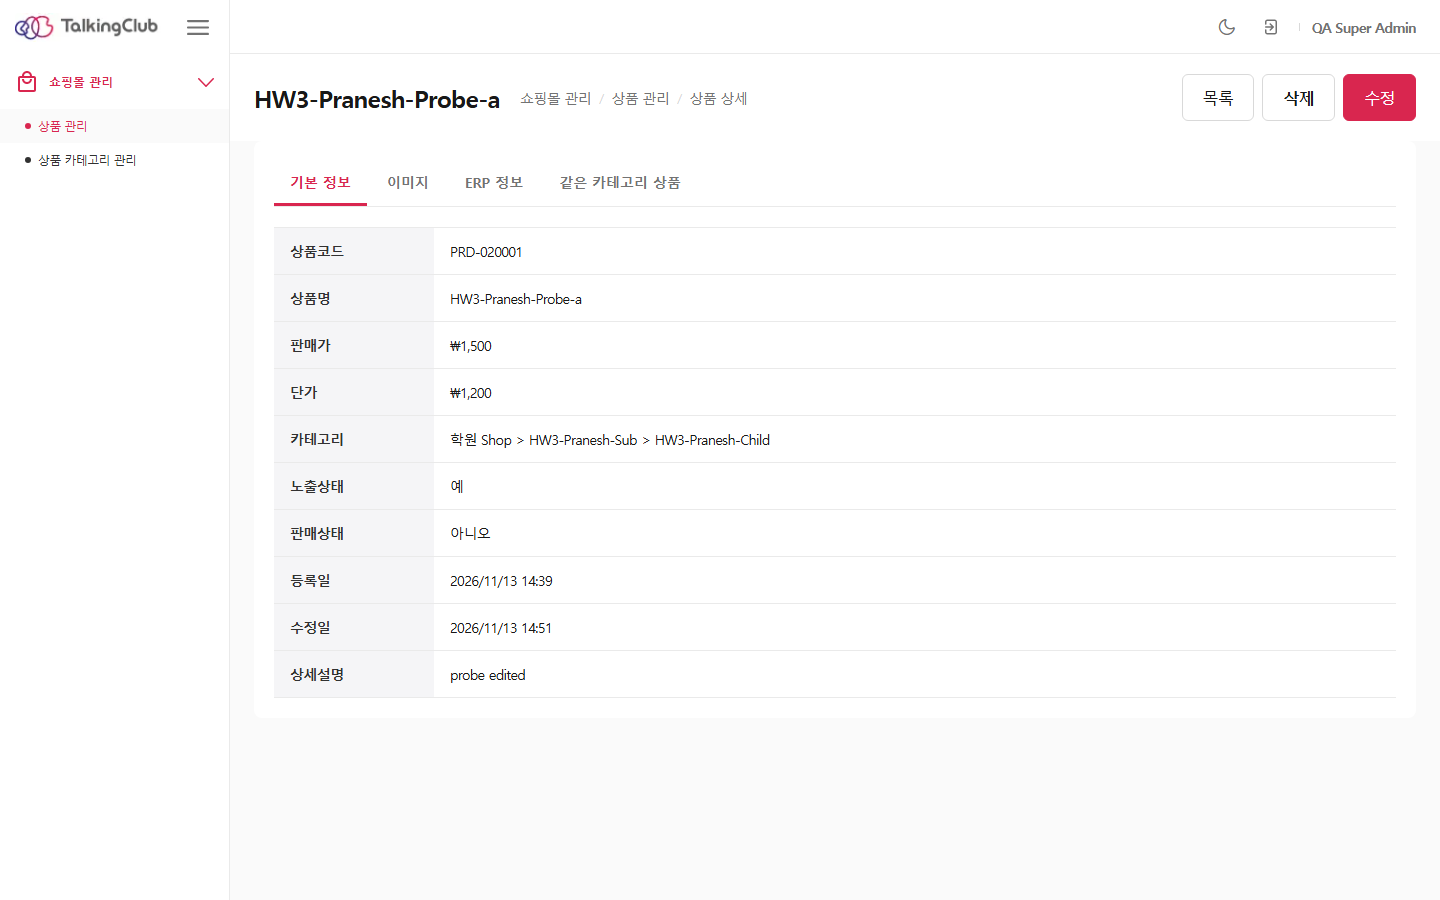 TalkingClub
QA Super Admin
쇼핑몰 관리
상품 관리
상품 카테고리 관리
HW3-Pranesh-Probe-a
쇼핑몰 관리 / 상품 관리 / 상품 상세
목록
삭제
수정
기본 정보
이미지
ERP 정보
같은 카테고리 상품
상품코드 PRD-020001
상품명 HW3-Pranesh-Probe-a
판매가 ₩1,500
단가 ₩1,200
카테고리 학원 Shop > HW3-Pranesh-Sub > HW3-Pranesh-Child
노출상태 예
판매상태 아니오
등록일 2026/11/13 14:39
수정일 2026/11/13 14:51
상세설명 probe edited